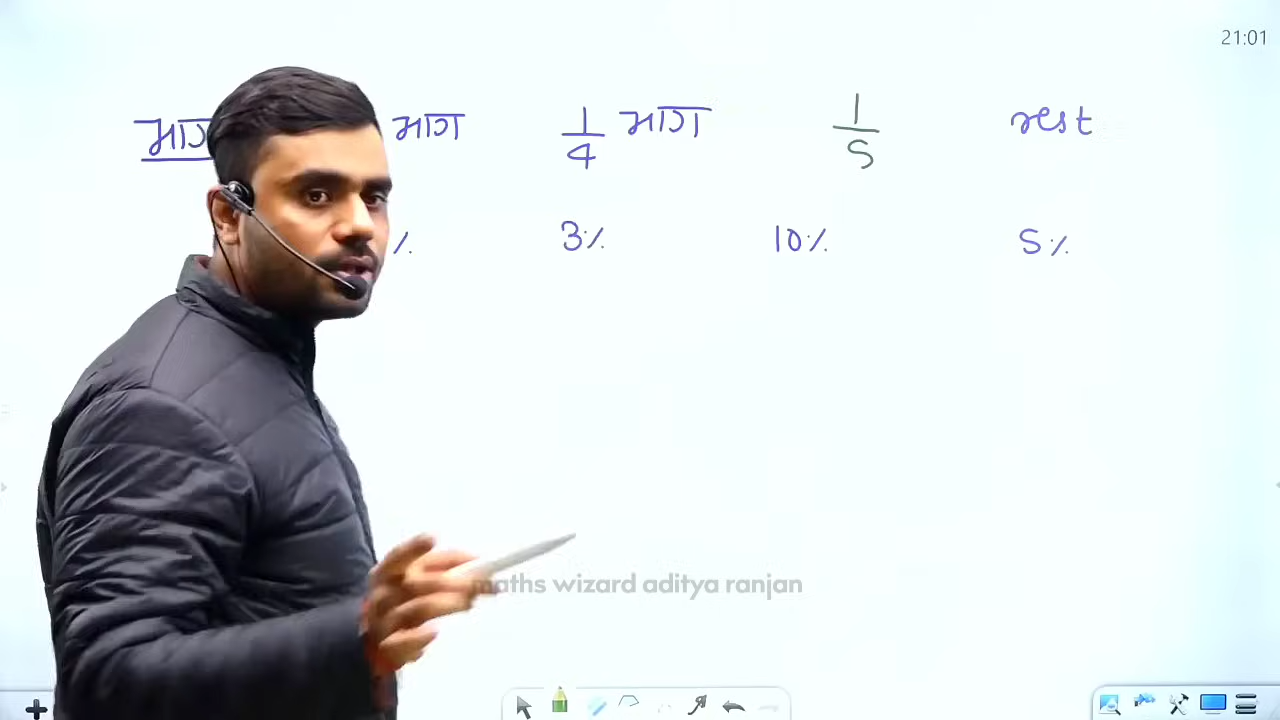 21:01
भाग भाग 1/4 भाग 1/5 rest
% 3% 10% 5%
maths wizard aditya ranjan